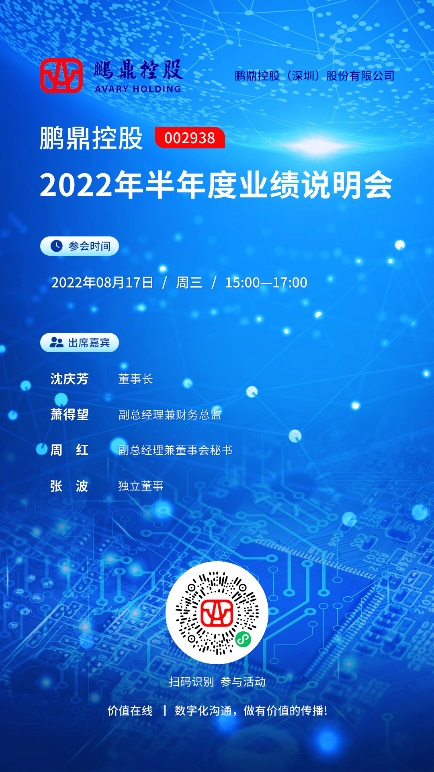 鹏鼎控股
AVARY HOLDING
鹏鼎控股（深圳）股份有限公司
鹏鼎控股 002938
2022年半年度业绩说明会
参会时间
2022年08月17日 / 周三 / 15:00—17:00
出席嘉宾
沈庆芳 董事长
萧得望 副总经理兼财务总监
周 红 副总经理兼董事会秘书
张 波 独立董事
扫码识别 参与活动
价值在线 | 数字化沟通，做有价值的传播!